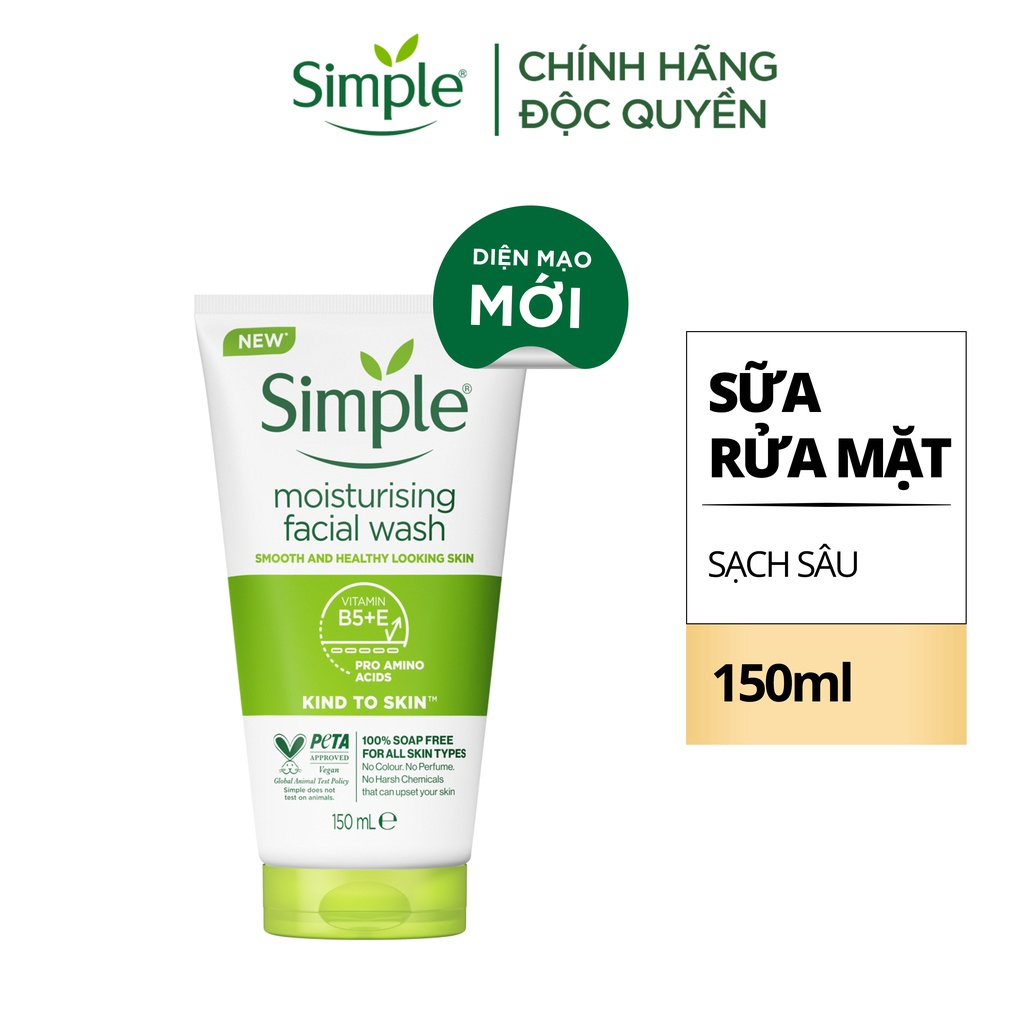 Simple®
CHÍNH HÃNG
ĐỘC QUYỀN
DIỆN MẠO
MỚI
NEW*
Simple®
moisturising
facial wash
SMOOTH AND HEALTHY LOOKING SKIN
VITAMIN
B5+E
PRO AMINO
ACIDS
KIND TO SKIN™
PETA
APPROVED
Vegan
Global Animal Test Policy
Simple does not
test on animals.
100% SOAP FREE
FOR ALL SKIN TYPES
No Colour. No Perfume.
No Harsh Chemicals
that can upset your skin
150 mL ℮
SỮA
RỬA MẶT
SẠCH SÂU
150ml